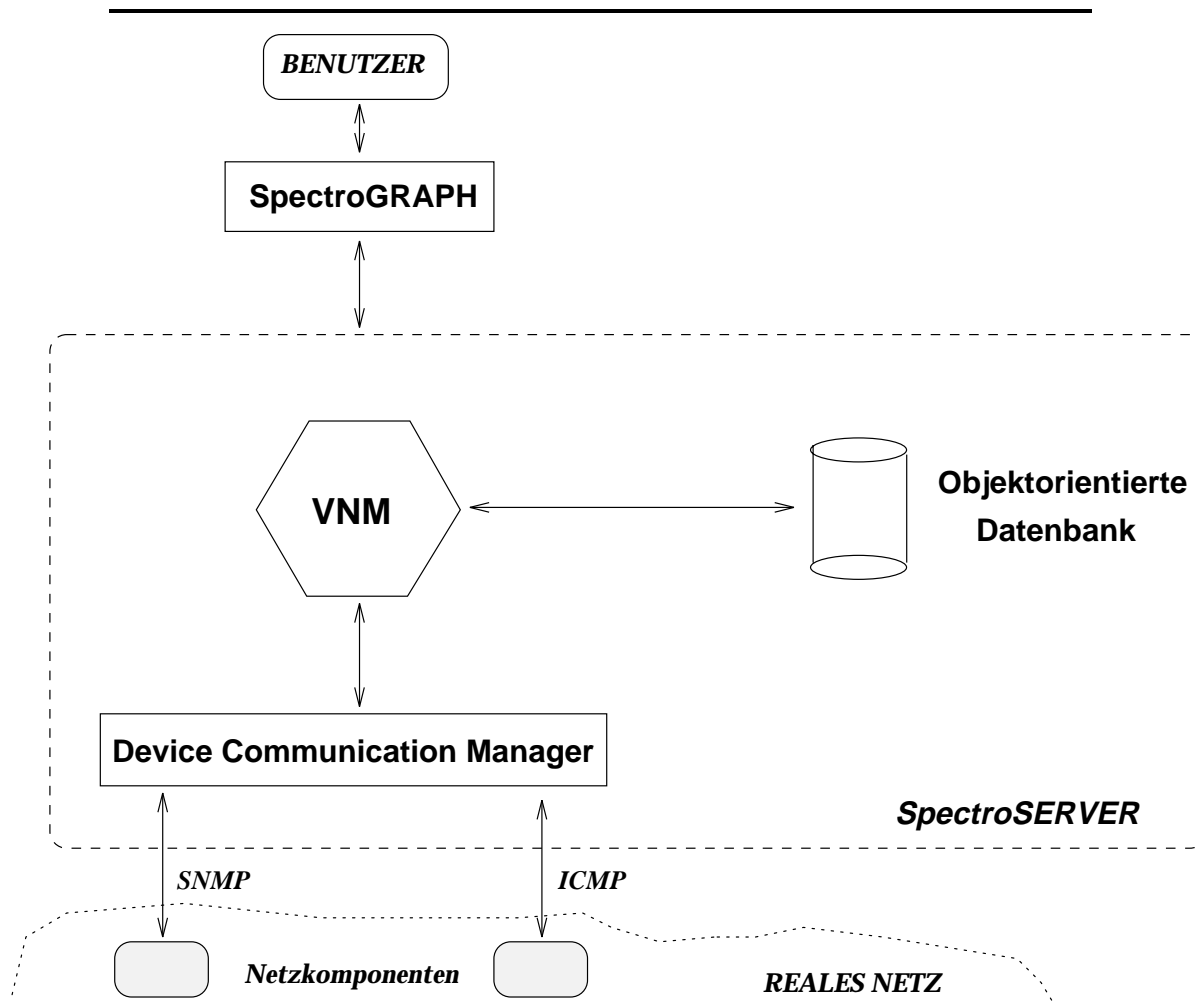 BENUTZER
SpectroGRAPH
VNM
Objektorientierte
Datenbank
Device Communication Manager
SpectroSERVER
SNMP
ICMP
Netzkomponenten
REALES NETZ